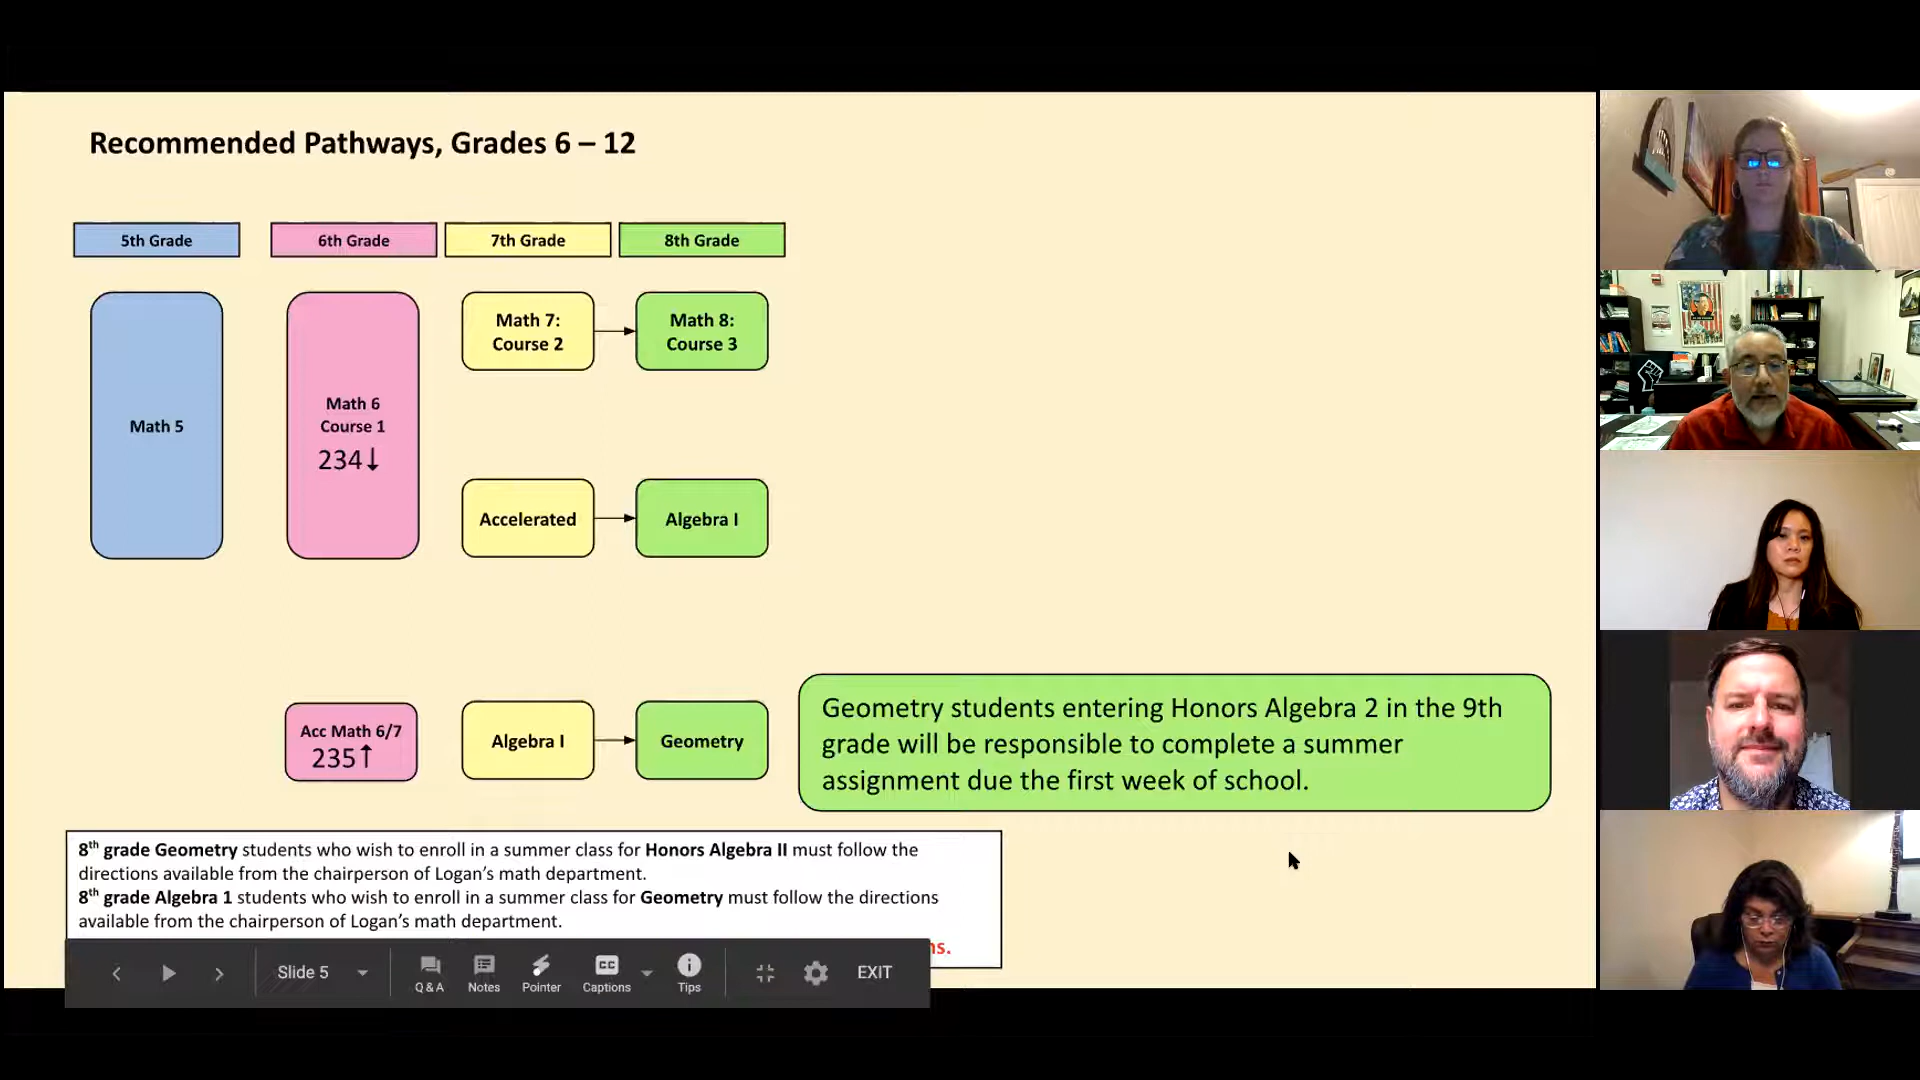 Recommended Pathways, Grades 6 – 12
5th Grade
6th Grade
7th Grade
8th Grade
Math 5
Math 6
Course 1
234↓
Math 7:
Course 2
Math 8:
Course 3
Accelerated
Algebra I
Acc Math 6/7
235↑
Algebra I
Geometry
Geometry students entering Honors Algebra 2 in the 9th
grade will be responsible to complete a summer
assignment due the first week of school.
8th grade Geometry students who wish to enroll in a summer class for Honors Algebra II must follow the
directions available from the chairperson of Logan's math department.
8th grade Algebra 1 students who wish to enroll in a summer class for Geometry must follow the directions
available from the chairperson of Logan's math department.
Slide 5
Q & A
Notes
Pointer
CC
Captions
Tips
EXIT